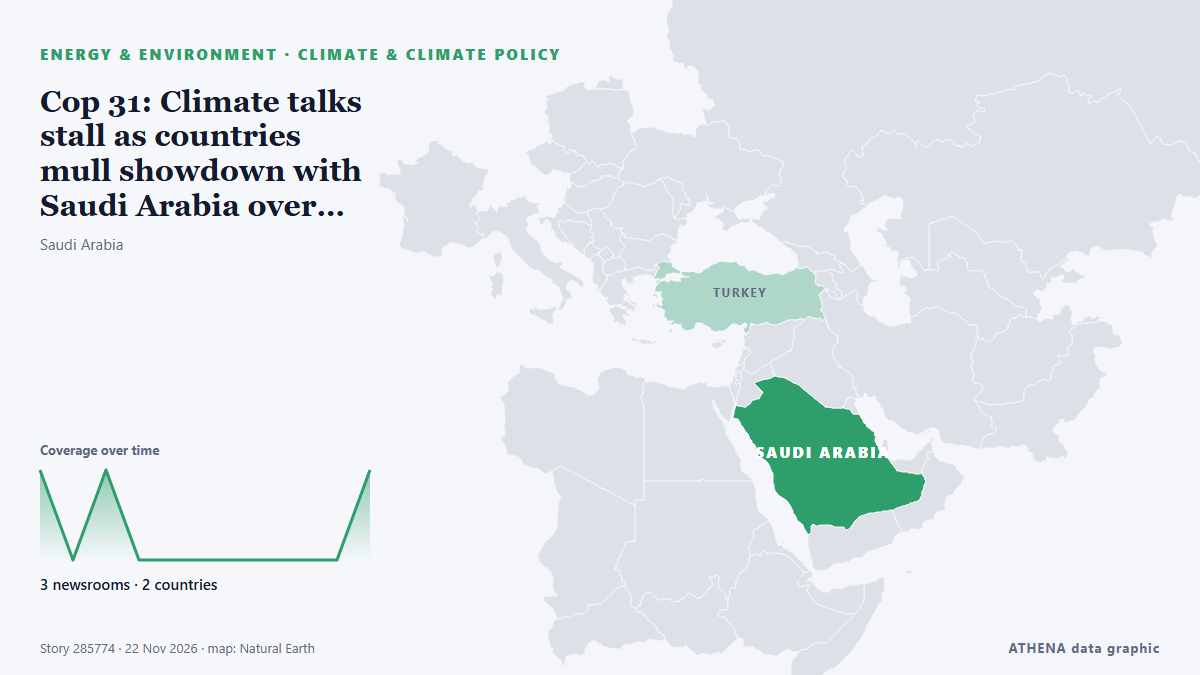 ENERGY & ENVIRONMENT · CLIMATE & CLIMATE POLICY
Cop 31: Climate talks
stall as countries
mull showdown with
Saudi Arabia over...
Saudi Arabia
TURKEY
SAUDI ARABIA
Coverage over time
3 newsrooms · 2 countries
Story 285774 · 22 Nov 2026 · map: Natural Earth
ATHENA data graphic